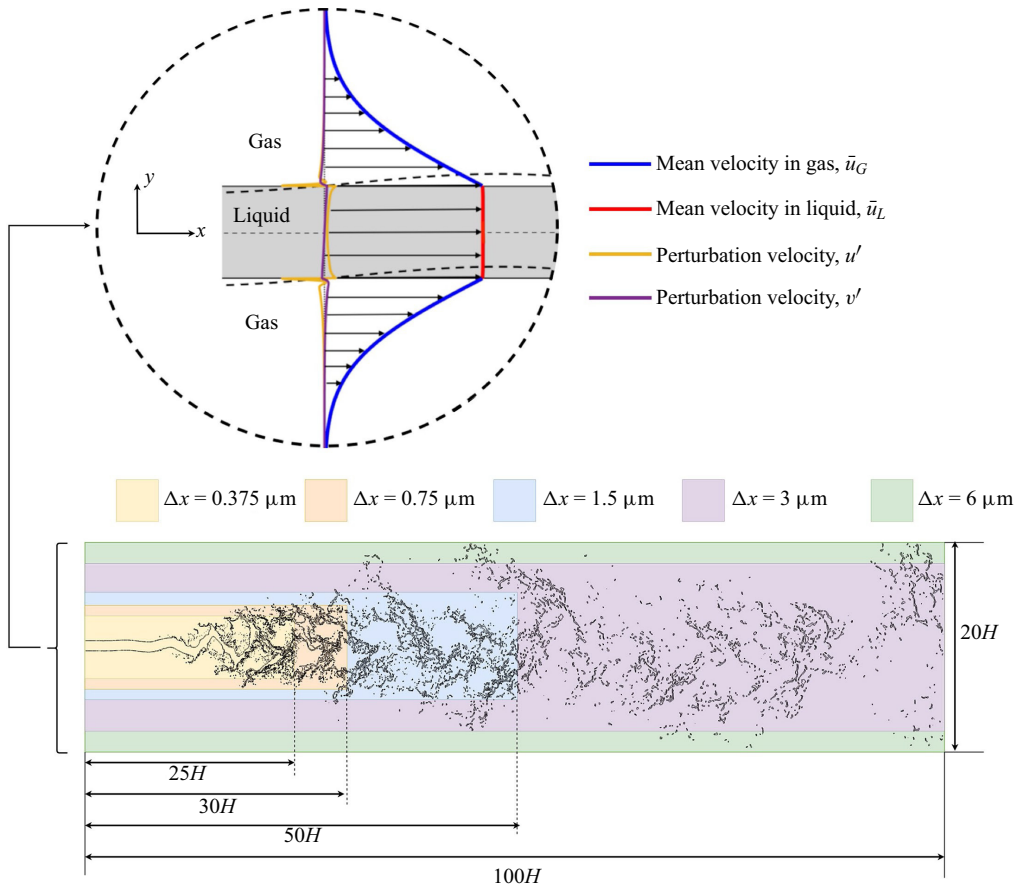 Gas
y
Liquid
x
Gas
Mean velocity in gas, ū_G
Mean velocity in liquid, ū_L
Perturbation velocity, u′
Perturbation velocity, v′
Δx = 0.375 μm
Δx = 0.75 μm
Δx = 1.5 μm
Δx = 3 μm
Δx = 6 μm
20H
25H
30H
50H
100H